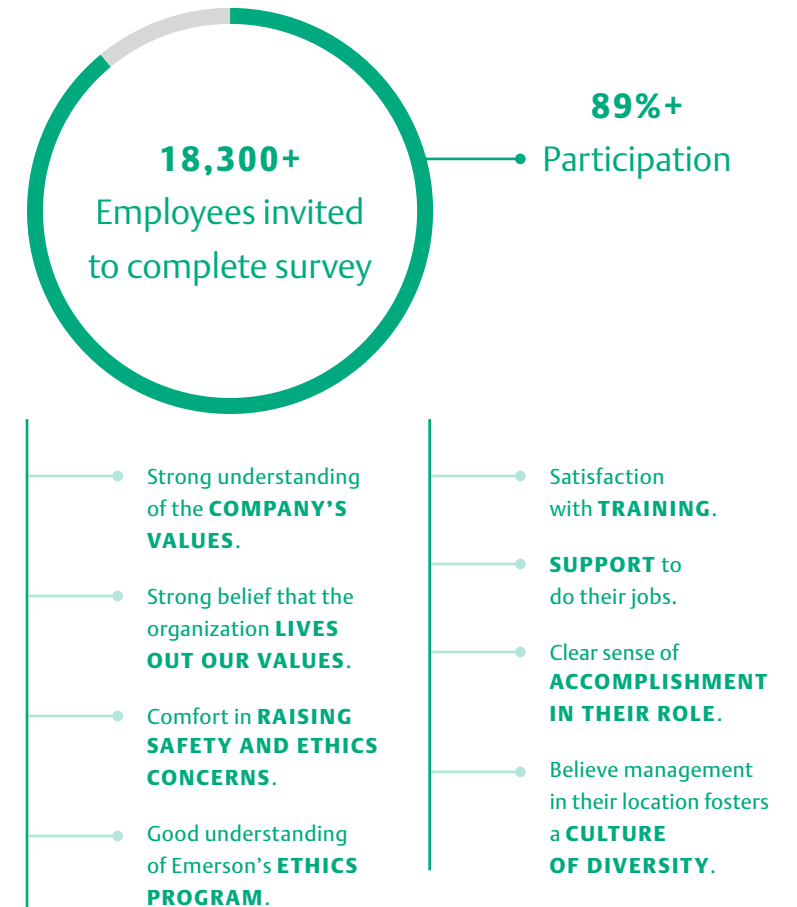 18,300+
Employees invited
to complete survey
89%+
Participation
Strong understanding
of the COMPANY'S
VALUES.
Strong belief that the
organization LIVES
OUT OUR VALUES.
Comfort in RAISING
SAFETY AND ETHICS
CONCERNS.
Good understanding
of Emerson's ETHICS
PROGRAM.
Satisfaction
with TRAINING.
SUPPORT to
do their jobs.
Clear sense of
ACCOMPLISHMENT
IN THEIR ROLE.
Believe management
in their location fosters
a CULTURE
OF DIVERSITY.